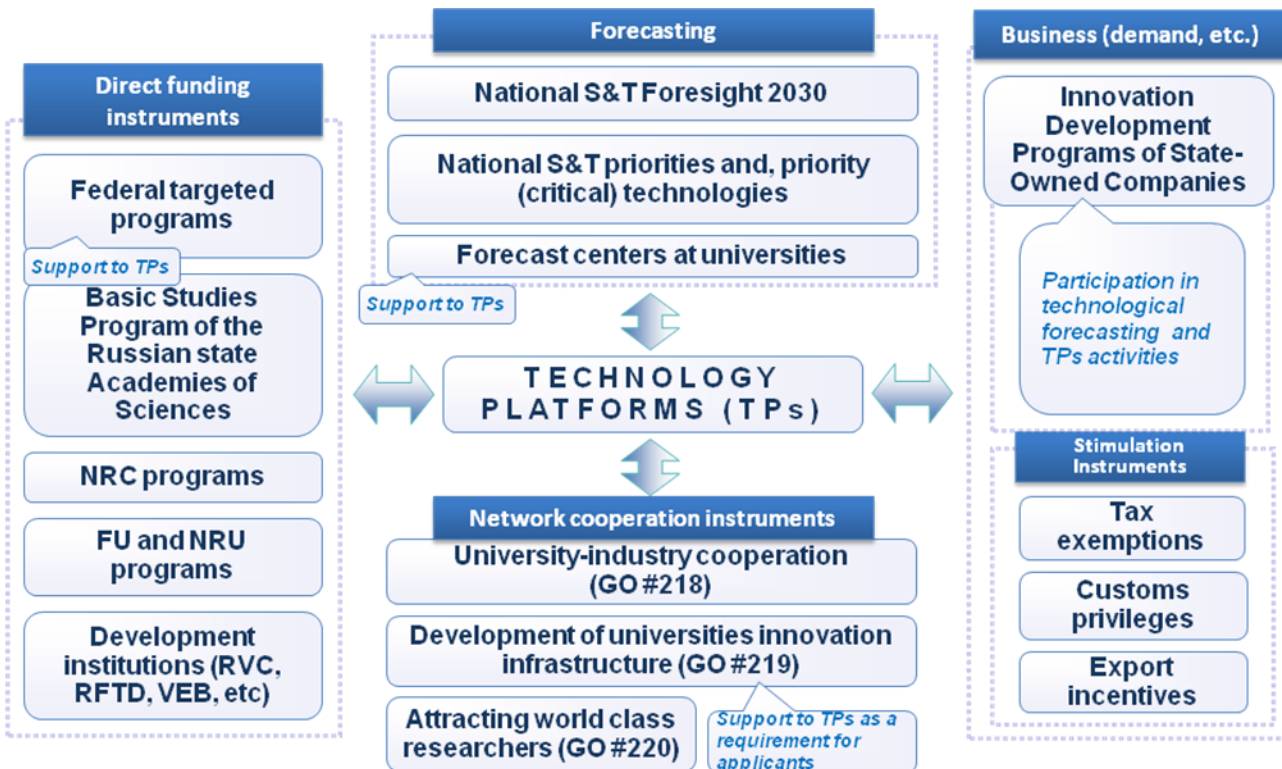 Direct funding
instruments
Federal targeted
programs
Support to TPs
Basic Studies
Program of the
Russian state
Academies of
Sciences
NRC programs
FU and NRU
programs
Development
institutions (RVC,
RFTD, VEB, etc)
Forecasting
National S&T Foresight 2030
National S&T priorities and, priority
(critical) technologies
Forecast centers at universities
Support to TPs
TECHNOLOGY
PLATFORMS (TPs)
Network cooperation instruments
University-industry cooperation
(GO #218)
Development of universities innovation
infrastructure (GO #219)
Attracting world class
researchers (GO #220)
Support to TPs as a
requirement for
applicants
Business (demand, etc.)
Innovation
Development
Programs of State-
Owned Companies
Participation in
technological
forecasting and
TPs activities
Stimulation
Instruments
Tax
exemptions
Customs
privileges
Export
incentives